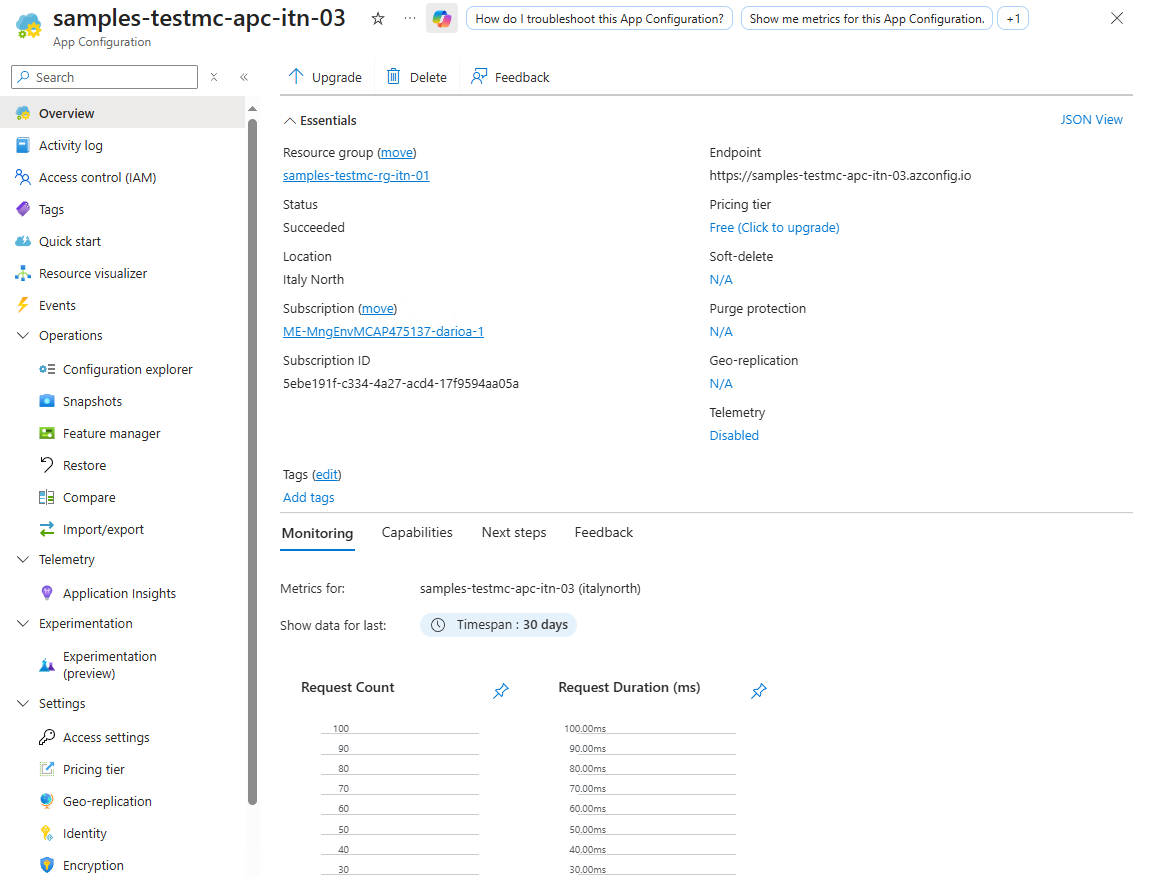 samples-testmc-apc-itn-03
App Configuration
How do I troubleshoot this App Configuration?
Show me metrics for this App Configuration.
+1
Search
Overview
Activity log
Access control (IAM)
Tags
Quick start
Resource visualizer
Events
Operations
Configuration explorer
Snapshots
Feature manager
Restore
Compare
Import/export
Telemetry
Application Insights
Experimentation
Experimentation
(preview)
Settings
Access settings
Pricing tier
Geo-replication
Identity
Encryption
Upgrade
Delete
Feedback
Essentials
JSON View
Resource group (move)
samples-testmc-rg-itn-01
Status
Succeeded
Location
Italy North
Subscription (move)
ME-MngEnvMCAP475137-darioa-1
Subscription ID
5ebe191f-c334-4a27-acd4-17f9594aa05a
Endpoint
https://samples-testmc-apc-itn-03.azconfig.io
Pricing tier
Free (Click to upgrade)
Soft-delete
N/A
Purge protection
N/A
Geo-replication
N/A
Telemetry
Disabled
Tags (edit)
Add tags
Monitoring
Capabilities
Next steps
Feedback
Metrics for:
samples-testmc-apc-itn-03 (italynorth)
Show data for last:
Timespan : 30 days
Request Count
100
90
80
70
60
50
40
30
Request Duration (ms)
100.00ms
90.00ms
80.00ms
70.00ms
60.00ms
50.00ms
40.00ms
30.00ms